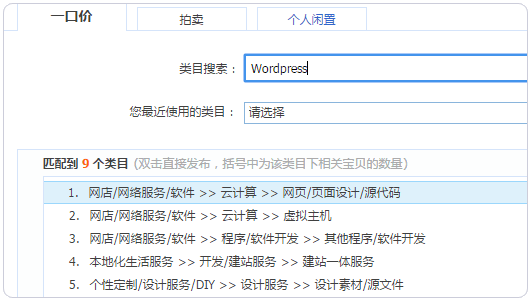 一口价 拍卖 个人闲置
类目搜索： Wordpress
您最近使用的类目： 请选择
匹配到 9 个类目 (双击直接发布，括号中为该类目下相关宝贝的数量)
1. 网店/网络服务/软件 >> 云计算 >> 网页/页面设计/源代码
2. 网店/网络服务/软件 >> 云计算 >> 虚拟主机
3. 网店/网络服务/软件 >> 程序/软件开发 >> 其他程序/软件开发
4. 本地化生活服务 >> 开发/建站服务 >> 建站一体服务
5. 个性定制/设计服务/DIY >> 设计服务 >> 设计素材/源文件